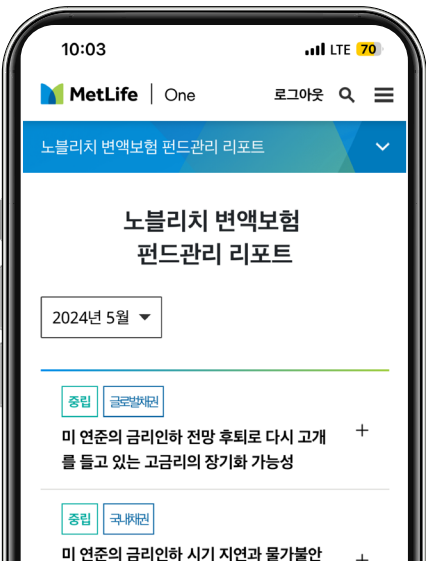 10:03 LTE 70
MetLife One 로그아웃
노블리치 변액보험 펀드관리 리포트
노블리치 변액보험
펀드관리 리포트
2024년 5월
중립 글로벌채권
미 연준의 금리인하 전망 후퇴로 다시 고개
를 들고 있는 고금리의 장기화 가능성
중립 국내채권
미 연준의 금리인하 시기 지연과 물가불안